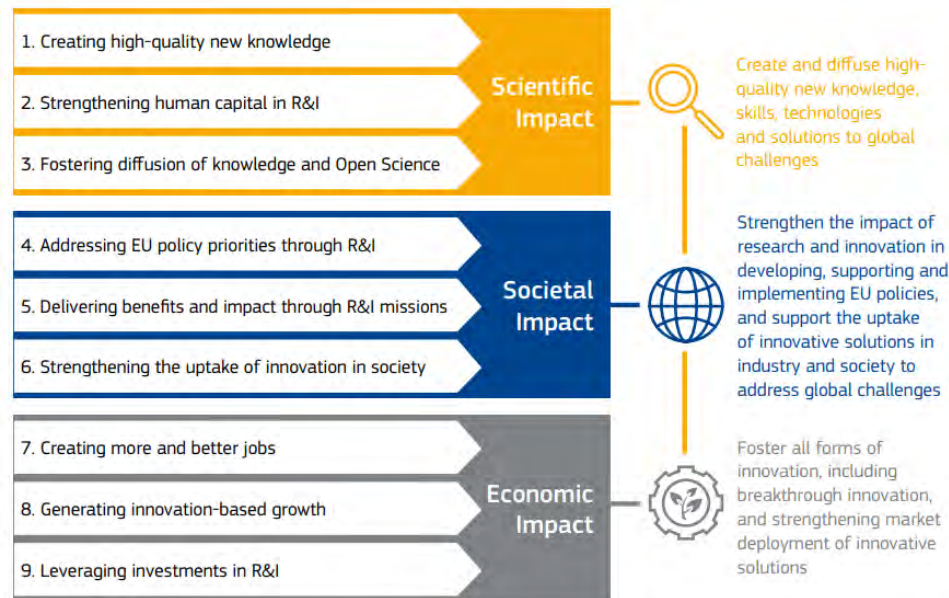 1. Creating high-quality new knowledge
2. Strengthening human capital in R&I
3. Fostering diffusion of knowledge and Open Science
Scientific
Impact
Create and diffuse high-
quality new knowledge,
skills, technologies
and solutions to global
challenges
4. Addressing EU policy priorities through R&I
5. Delivering benefits and impact through R&I missions
6. Strengthening the uptake of innovation in society
Societal
Impact
Strengthen the impact of
research and innovation in
developing, supporting and
implementing EU policies,
and support the uptake
of innovative solutions in
industry and society to
address global challenges
7. Creating more and better jobs
8. Generating innovation-based growth
9. Leveraging investments in R&I
Economic
Impact
Foster all forms of
innovation, including
breakthrough innovation,
and strengthening market
deployment of innovative
solutions